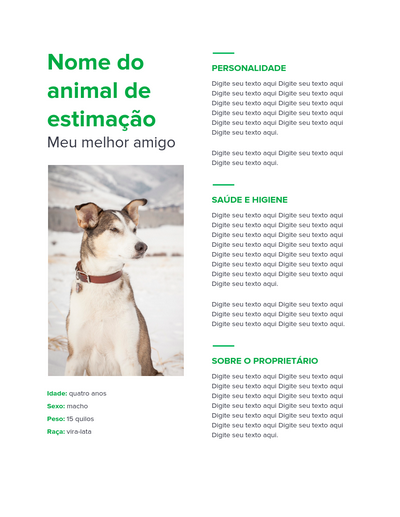 Nome do
animal de
estimação
Meu melhor amigo
Idade: quatro anos
Sexo: macho
Peso: 15 quilos
Raça: vira-lata
PERSONALIDADE
Digite seu texto aqui Digite seu texto aqui
Digite seu texto aqui Digite seu texto aqui
Digite seu texto aqui Digite seu texto aqui
Digite seu texto aqui Digite seu texto aqui
Digite seu texto aqui Digite seu texto aqui
Digite seu texto aqui.
Digite seu texto aqui Digite seu texto aqui
Digite seu texto aqui.
SAÚDE E HIGIENE
Digite seu texto aqui Digite seu texto aqui
Digite seu texto aqui Digite seu texto aqui
Digite seu texto aqui Digite seu texto aqui
Digite seu texto aqui Digite seu texto aqui
Digite seu texto aqui Digite seu texto aqui
Digite seu texto aqui Digite seu texto aqui
Digite seu texto aqui Digite seu texto aqui
Digite seu texto aqui.
Digite seu texto aqui Digite seu texto aqui
Digite seu texto aqui Digite seu texto aqui
Digite seu texto aqui Digite seu texto aqui.
SOBRE O PROPRIETÁRIO
Digite seu texto aqui Digite seu texto aqui
Digite seu texto aqui Digite seu texto aqui
Digite seu texto aqui Digite seu texto aqui
Digite seu texto aqui Digite seu texto aqui
Digite seu texto aqui Digite seu texto aqui
Digite seu texto aqui Digite seu texto aqui
Digite seu texto aqui.